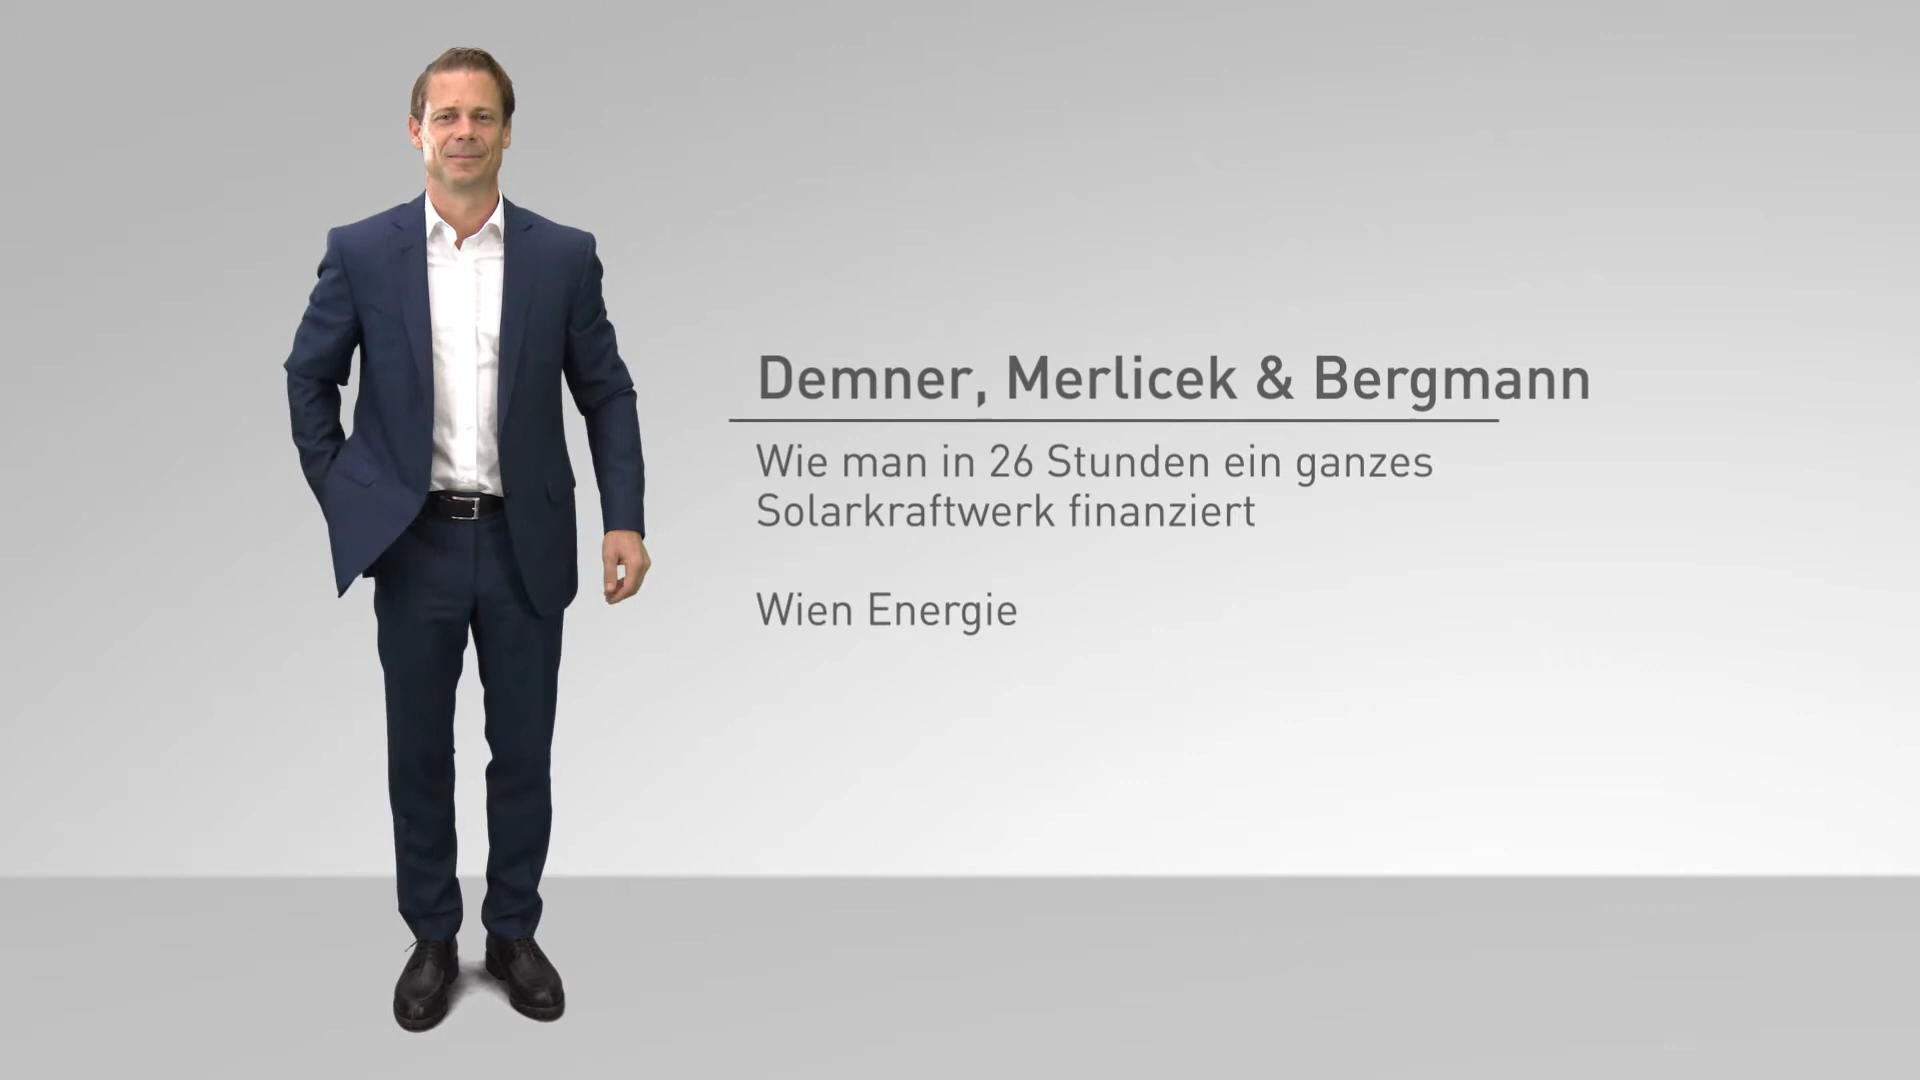 Demner, Merlicek & Bergmann
Wie man in 26 Stunden ein ganzes
Solarkraftwerk finanziert
Wien Energie